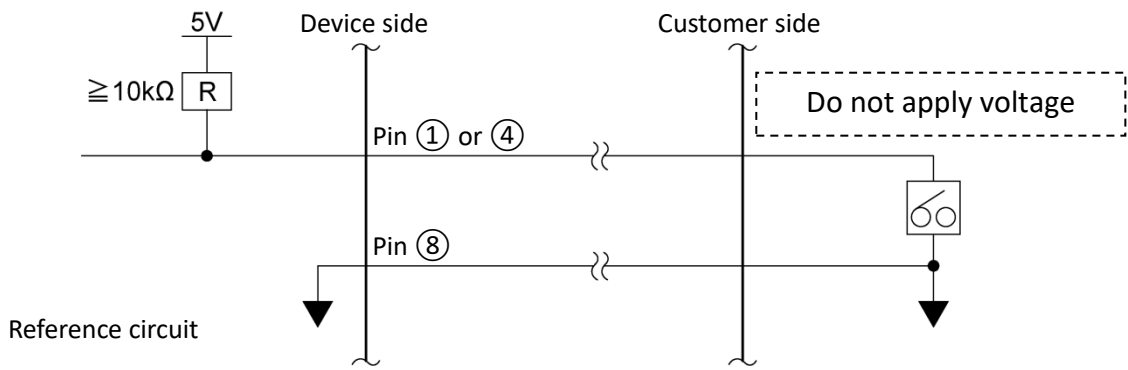 5V
Device side
Customer side
≧10kΩ
R
Do not apply voltage
Pin ① or ④
Pin ⑧
Reference circuit